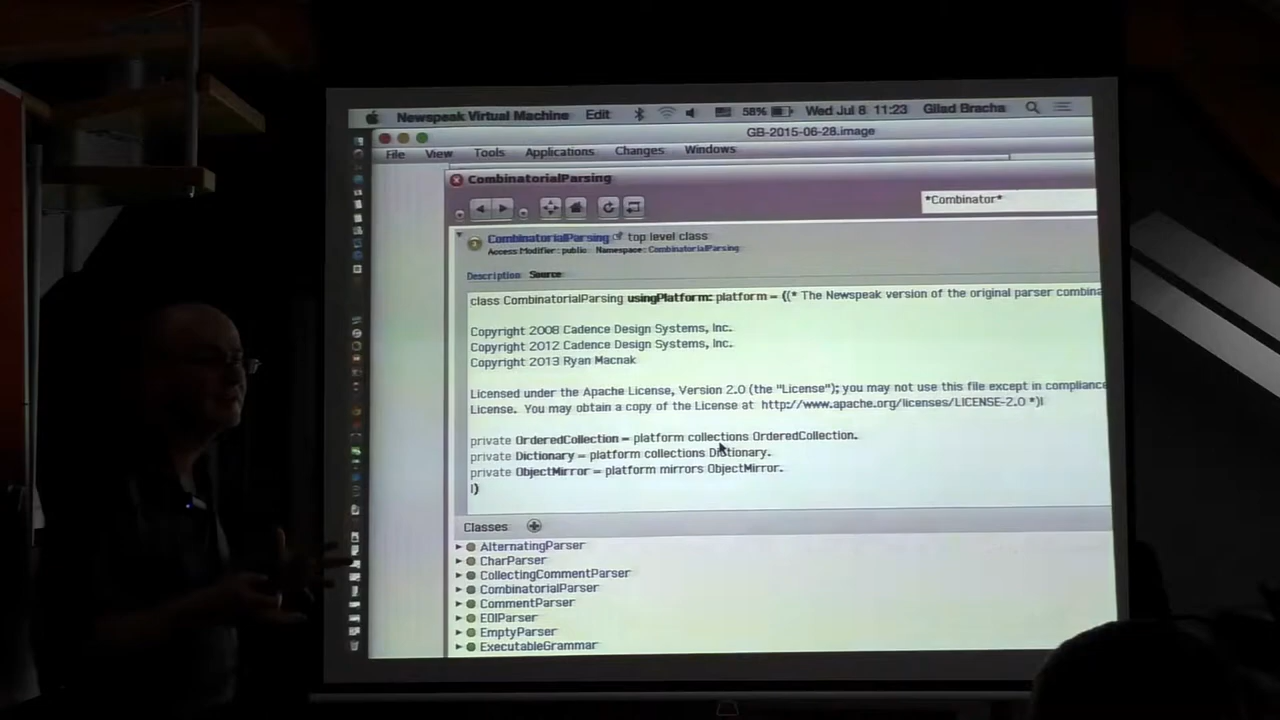 Newspeak Virtual Machine Edit 58% Wed Jul 8 11:23 Gilad Bracha
GB-2015-06-28.image
File View Tools Applications Changes Windows
CombinatorialParsing
*Combinator*
CombinatorialParsing top level class
Access Modifier: public Namespace: CombinatorialParsing
Description Source
class CombinatorialParsing usingPlatform: platform = ((* The Newspeak version of the original parser combina
Copyright 2008 Cadence Design Systems, Inc.
Copyright 2012 Cadence Design Systems, Inc.
Copyright 2013 Ryan Macnak
Licensed under the Apache License, Version 2.0 (the "License"); you may not use this file except in compliance
License. You may obtain a copy of the License at http://www.apache.org/licenses/LICENSE-2.0 *)|
private OrderedCollection = platform collections OrderedCollection.
private Dictionary = platform collections Dictionary.
private ObjectMirror = platform mirrors ObjectMirror.
|)
Classes
AlternatingParser
CharParser
CollectingCommentParser
CombinatorialParser
CommentParser
EOIParser
EmptyParser
ExecutableGrammar